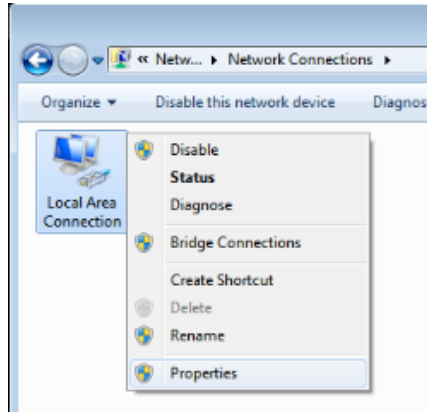 « Netw... ▸ Network Connections ▸
Organize ▾ Disable this network device Diagnos
Local Area
Connection
Disable
Status
Diagnose
Bridge Connections
Create Shortcut
Delete
Rename
Properties